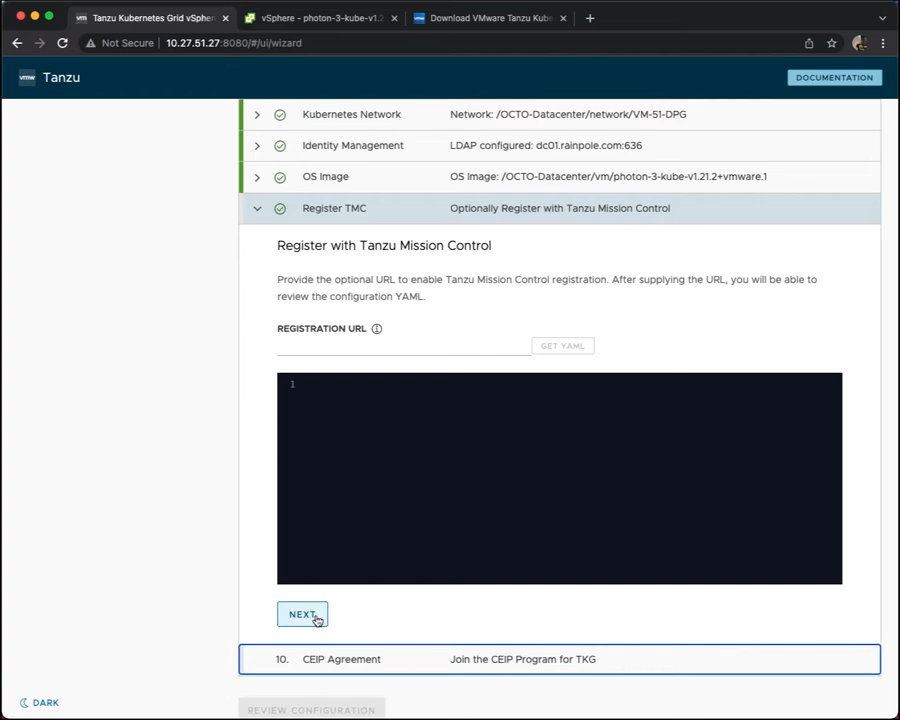 Tanzu Kubernetes Grid vSpher
vSphere - photon-3-kube-v1.2
Download VMware Tanzu Kube
Not Secure
10.27.51.27:8080/#/ui/wizard
vmw
Tanzu
DOCUMENTATION
Kubernetes Network
Network: /OCTO-Datacenter/network/VM-51-DPG
Identity Management
LDAP configured: dc01.rainpole.com:636
OS Image
OS Image: /OCTO-Datacenter/vm/photon-3-kube-v1.21.2+vmware.1
Register TMC
Optionally Register with Tanzu Mission Control
Register with Tanzu Mission Control
Provide the optional URL to enable Tanzu Mission Control registration. After supplying the URL, you will be able to
review the configuration YAML.
REGISTRATION URL
GET YAML
1
NEXT
10. CEIP Agreement
Join the CEIP Program for TKG
REVIEW CONFIGURATION
DARK